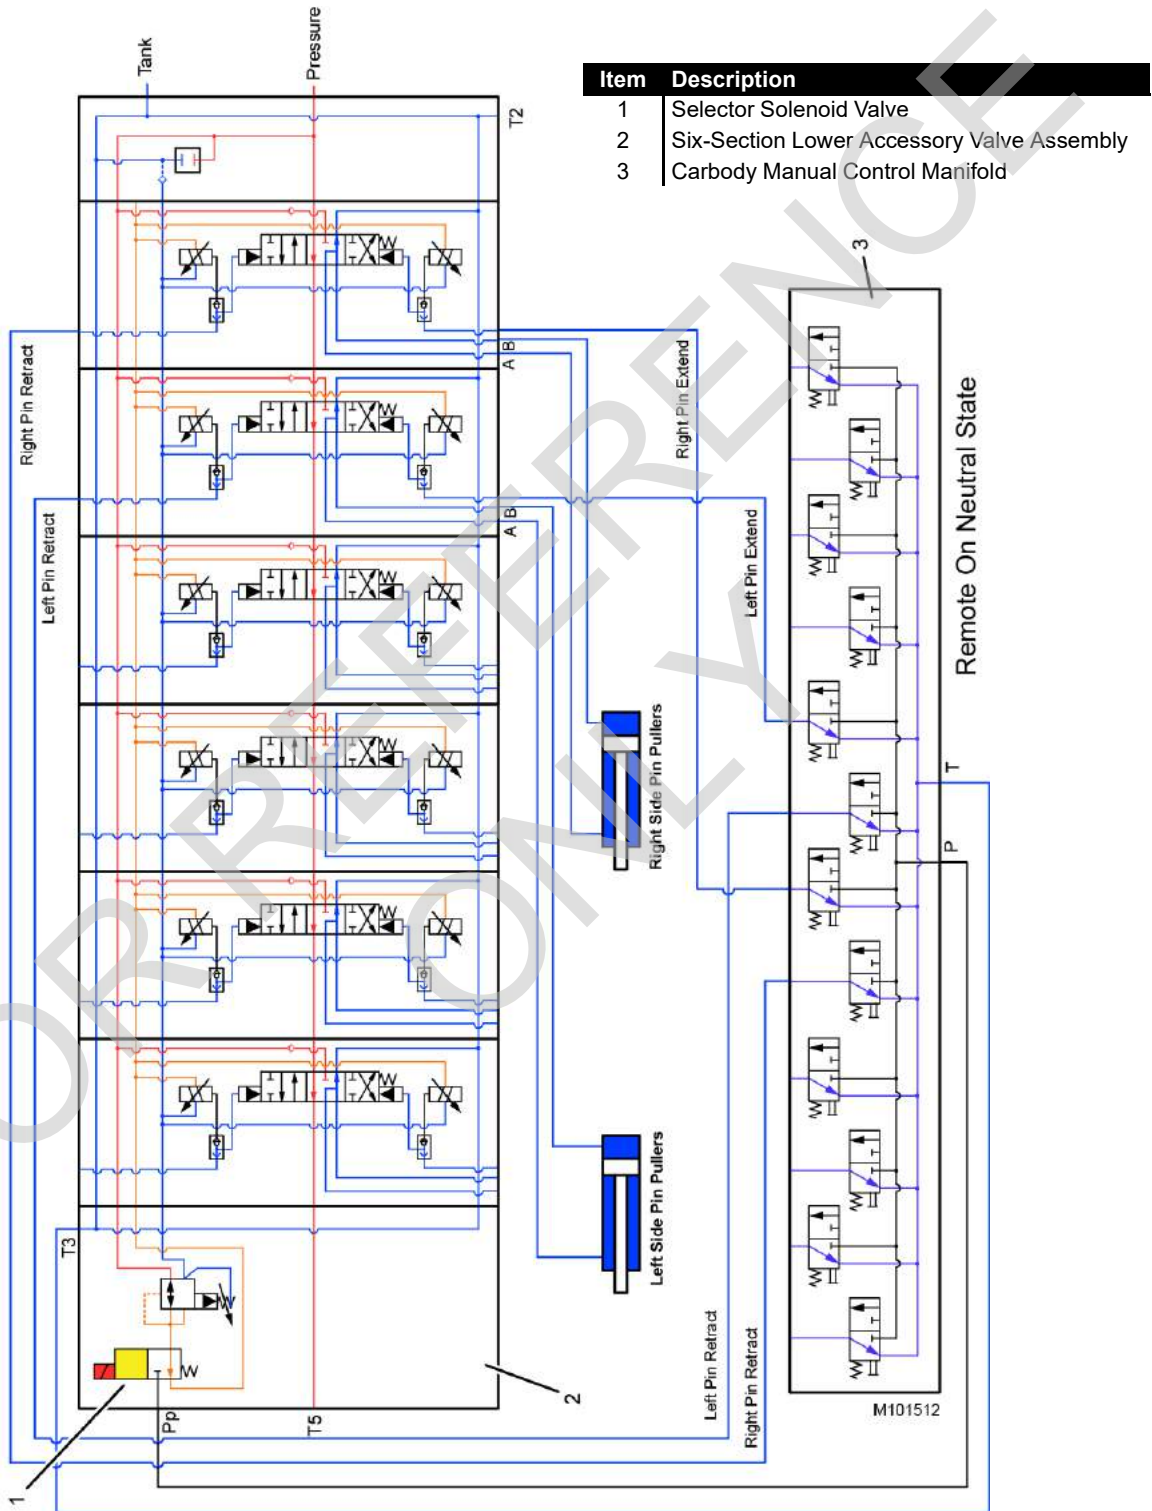 Item Description
1 Selector Solenoid Valve
2 Six-Section Lower Accessory Valve Assembly
3 Carbody Manual Control Manifold
Tank
Pressure
T2
3
Right Pin Retract
A B
Right Pin Extend
Left Pin Retract
A B
Left Pin Extend
Remote On Neutral State
Right Side Pin Pullers
T
P
Left Side Pin Pullers
T3
Left Pin Retract
Right Pin Retract
2
Pp
T5
M101512
1
OR REFERENCE
ONLY